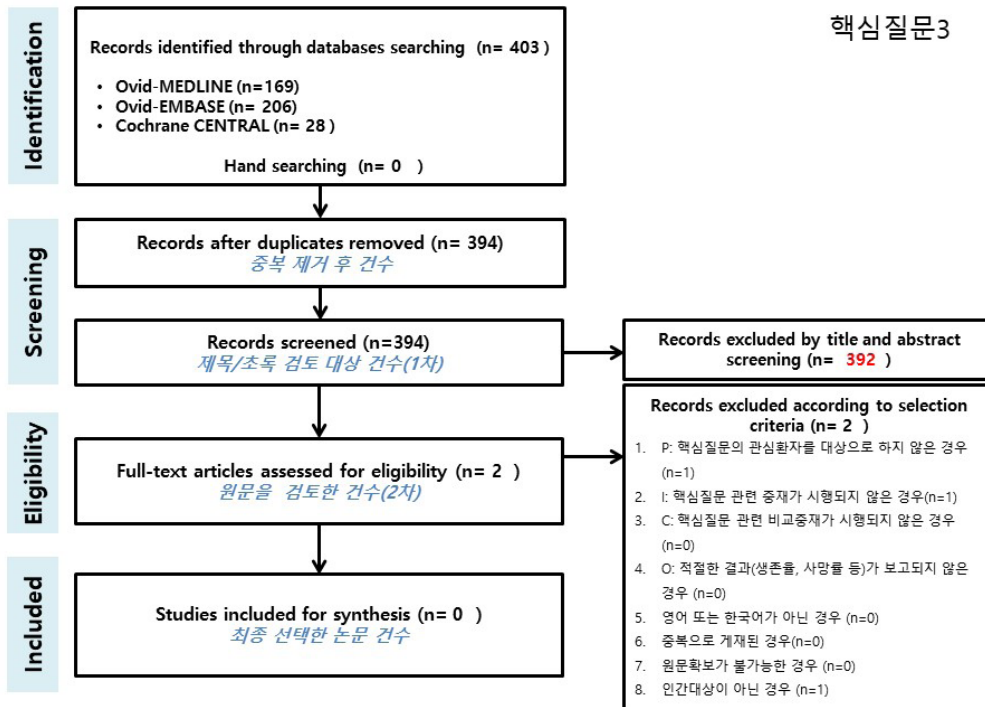 핵심질문3
Identification
Records identified through databases searching (n= 403 )
• Ovid-MEDLINE (n=169)
• Ovid-EMBASE (n= 206)
• Cochrane CENTRAL (n= 28 )
Hand searching (n= 0 )
Screening
Records after duplicates removed (n= 394)
중복 제거 후 건수
Records screened (n=394)
제목/초록 검토 대상 건수(1차)
Records excluded by title and abstract
screening (n= 392 )
Eligibility
Full-text articles assessed for eligibility (n= 2 )
원문을 검토한 건수(2차)
Records excluded according to selection
criteria (n= 2 )
1. P: 핵심질문의 관심환자를 대상으로 하지 않은 경우
(n=1)
2. I: 핵심질문 관련 중재가 시행되지 않은 경우(n=1)
3. C: 핵심질문 관련 비교중재가 시행되지 않은 경우
(n=0)
4. O: 적절한 결과(생존율, 사망률 등)가 보고되지 않은
경우 (n=0)
5. 영어 또는 한국어가 아닌 경우 (n=0)
6. 중복으로 게재된 경우(n=0)
7. 원문확보가 불가능한 경우 (n=0)
8. 인간대상이 아닌 경우 (n=1)
Included
Studies included for synthesis (n= 0 )
최종 선택한 논문 건수